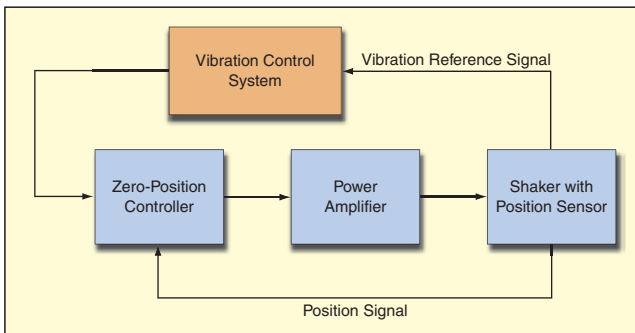 Vibration Control
System
Vibration Reference Signal
Zero-Position
Controller
Power
Amplifier
Shaker with
Position Sensor
Position Signal